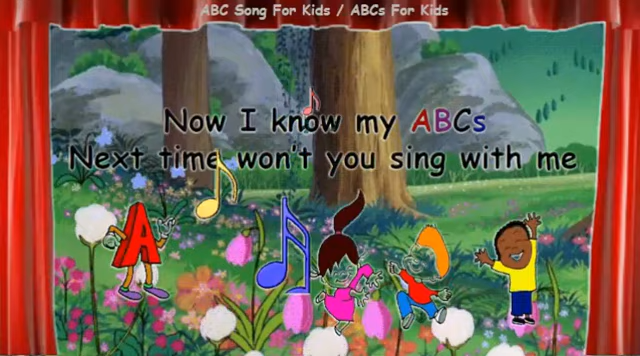 ABC Song For Kids / ABCs For Kids
Now I know my ABCs
Next time won't you sing with me
A